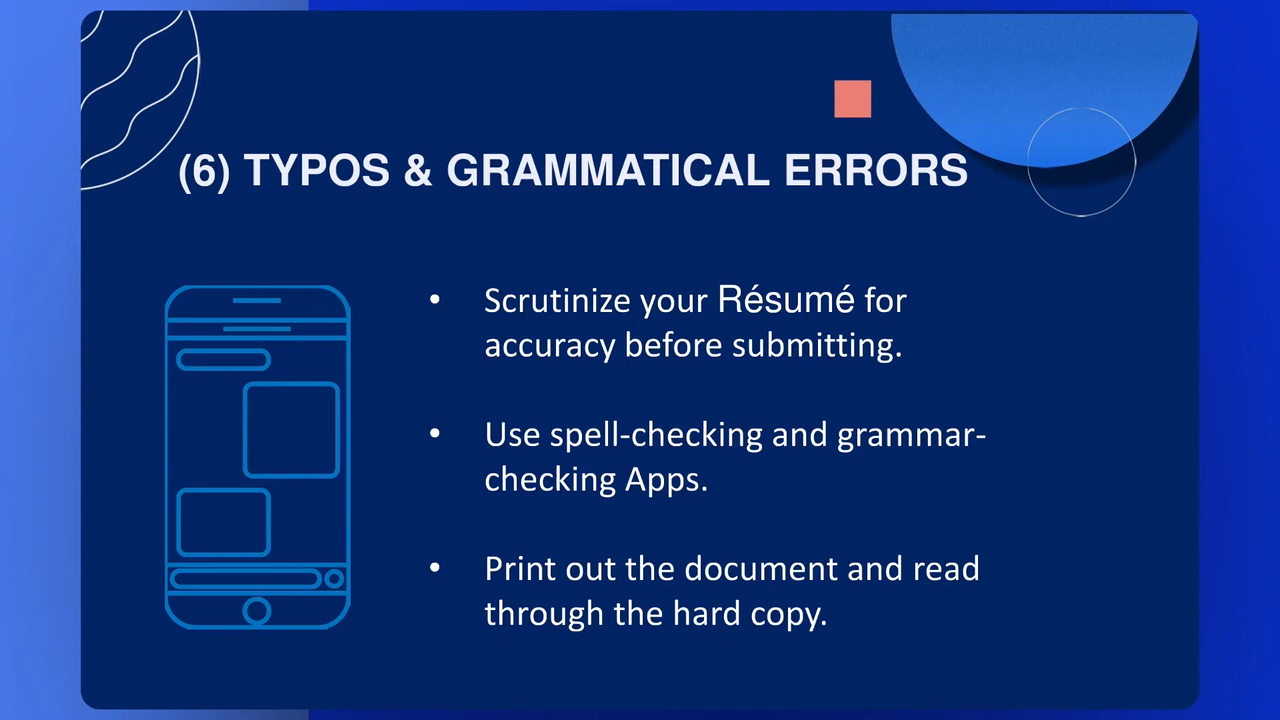 (6) TYPOS & GRAMMATICAL ERRORS
• Scrutinize your Résumé for
accuracy before submitting.
• Use spell-checking and grammar-
checking Apps.
• Print out the document and read
through the hard copy.